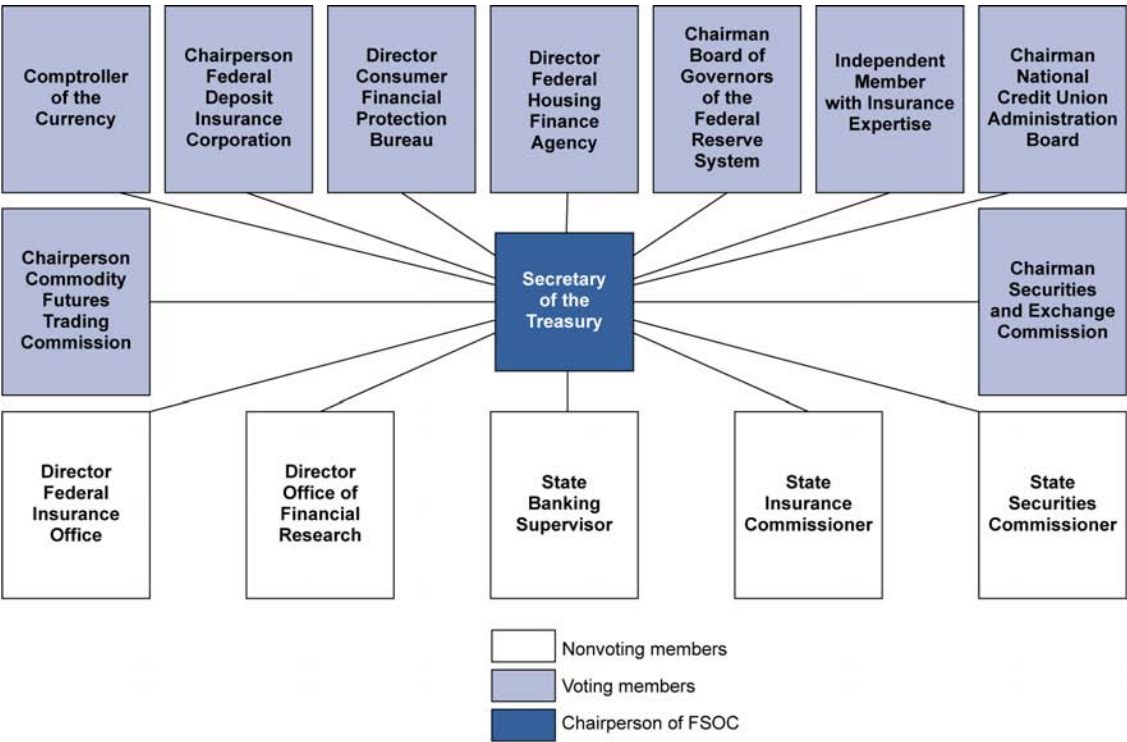 Comptroller
of the
Currency
Chairperson
Federal
Deposit
Insurance
Corporation
Director
Consumer
Financial
Protection
Bureau
Director
Federal
Housing
Finance
Agency
Chairman
Board of
Governors
of the
Federal
Reserve
System
Independent
Member
with Insurance
Expertise
Chairman
National
Credit Union
Administration
Board
Chairperson
Commodity
Futures
Trading
Commission
Secretary
of the
Treasury
Chairman
Securities
and Exchange
Commission
Director
Federal
Insurance
Office
Director
Office of
Financial
Research
State
Banking
Supervisor
State
Insurance
Commissioner
State
Securities
Commissioner
Nonvoting members
Voting members
Chairperson of FSOC